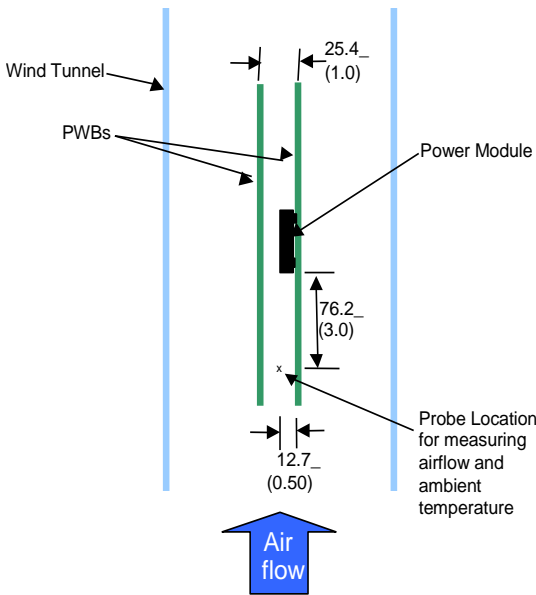 25.4_
(1.0)
Wind Tunnel
PWBs
Power Module
76.2_
(3.0)
x
Probe Location
for measuring
airflow and
ambient
temperature
12.7_
(0.50)
Air
flow